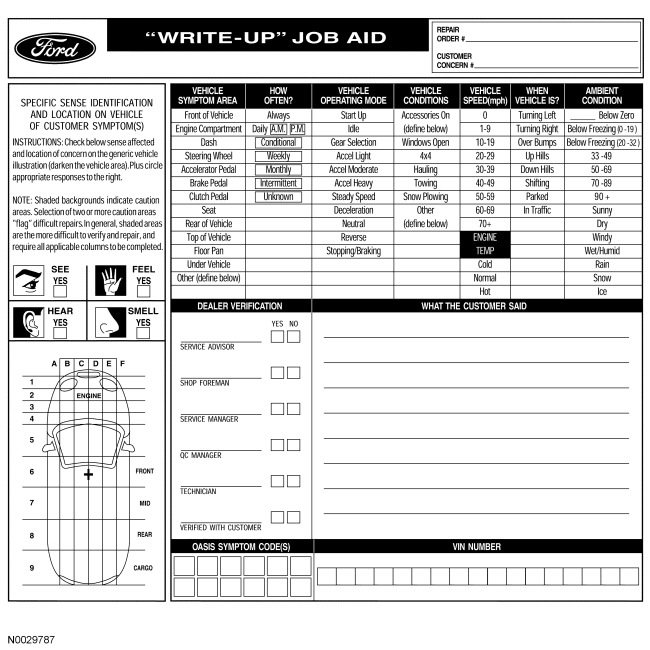 Ford
"WRITE-UP" JOB AID
REPAIR
ORDER #
CUSTOMER
CONCERN #
SPECIFIC SENSE IDENTIFICATION
AND LOCATION ON VEHICLE
OF CUSTOMER SYMPTOM(S)
INSTRUCTIONS: Check below sense affected
and location of concern on the generic vehicle
illustration (darken the vehicle area). Plus circle
appropriate responses to the right.
NOTE: Shaded backgrounds indicate caution
areas. Selection of two or more caution areas
"flag" difficult repairs. In general, shaded areas
are the more difficult to verify and repair, and
require all applicable columns to be completed.
SEE
YES
FEEL
YES
HEAR
YES
SMELL
YES
A B C D E F
1
2
ENGINE
3
4
5
6
FRONT
7
MID
8
REAR
9
CARGO
VEHICLE
SYMPTOM AREA
Front of Vehicle
Engine Compartment
Dash
Steering Wheel
Accelerator Pedal
Brake Pedal
Clutch Pedal
Seat
Rear of Vehicle
Top of Vehicle
Floor Pan
Under Vehicle
Other (define below)
HOW
OFTEN?
Always
Daily A.M. P.M.
Conditional
Weekly
Monthly
Intermittent
Unknown
VEHICLE
OPERATING MODE
Start Up
Idle
Gear Selection
Accel Light
Accel Moderate
Accel Heavy
Steady Speed
Deceleration
Neutral
Reverse
Stopping/Braking
VEHICLE
CONDITIONS
Accessories On
(define below)
Windows Open
4x4
Hauling
Towing
Snow Plowing
Other
(define below)
VEHICLE
SPEED(mph)
0
1-9
10-19
20-29
30-39
40-49
50-59
60-69
70+
ENGINE
TEMP
Cold
Normal
Hot
WHEN
VEHICLE IS?
Turning Left
Turning Right
Over Bumps
Up Hills
Down Hills
Shifting
Parked
In Traffic
AMBIENT
CONDITION
______ Below Zero
Below Freezing (0 -19 )
Below Freezing (20 -32 )
33 -49
50 -69
70 -89
90 +
Sunny
Dry
Windy
Wet/Humid
Rain
Snow
Ice
DEALER VERIFICATION
YES NO
SERVICE ADVISOR
SHOP FOREMAN
SERVICE MANAGER
QC MANAGER
TECHNICIAN
VERIFIED WITH CUSTOMER
WHAT THE CUSTOMER SAID
OASIS SYMPTOM CODE(S)
VIN NUMBER
N0029787